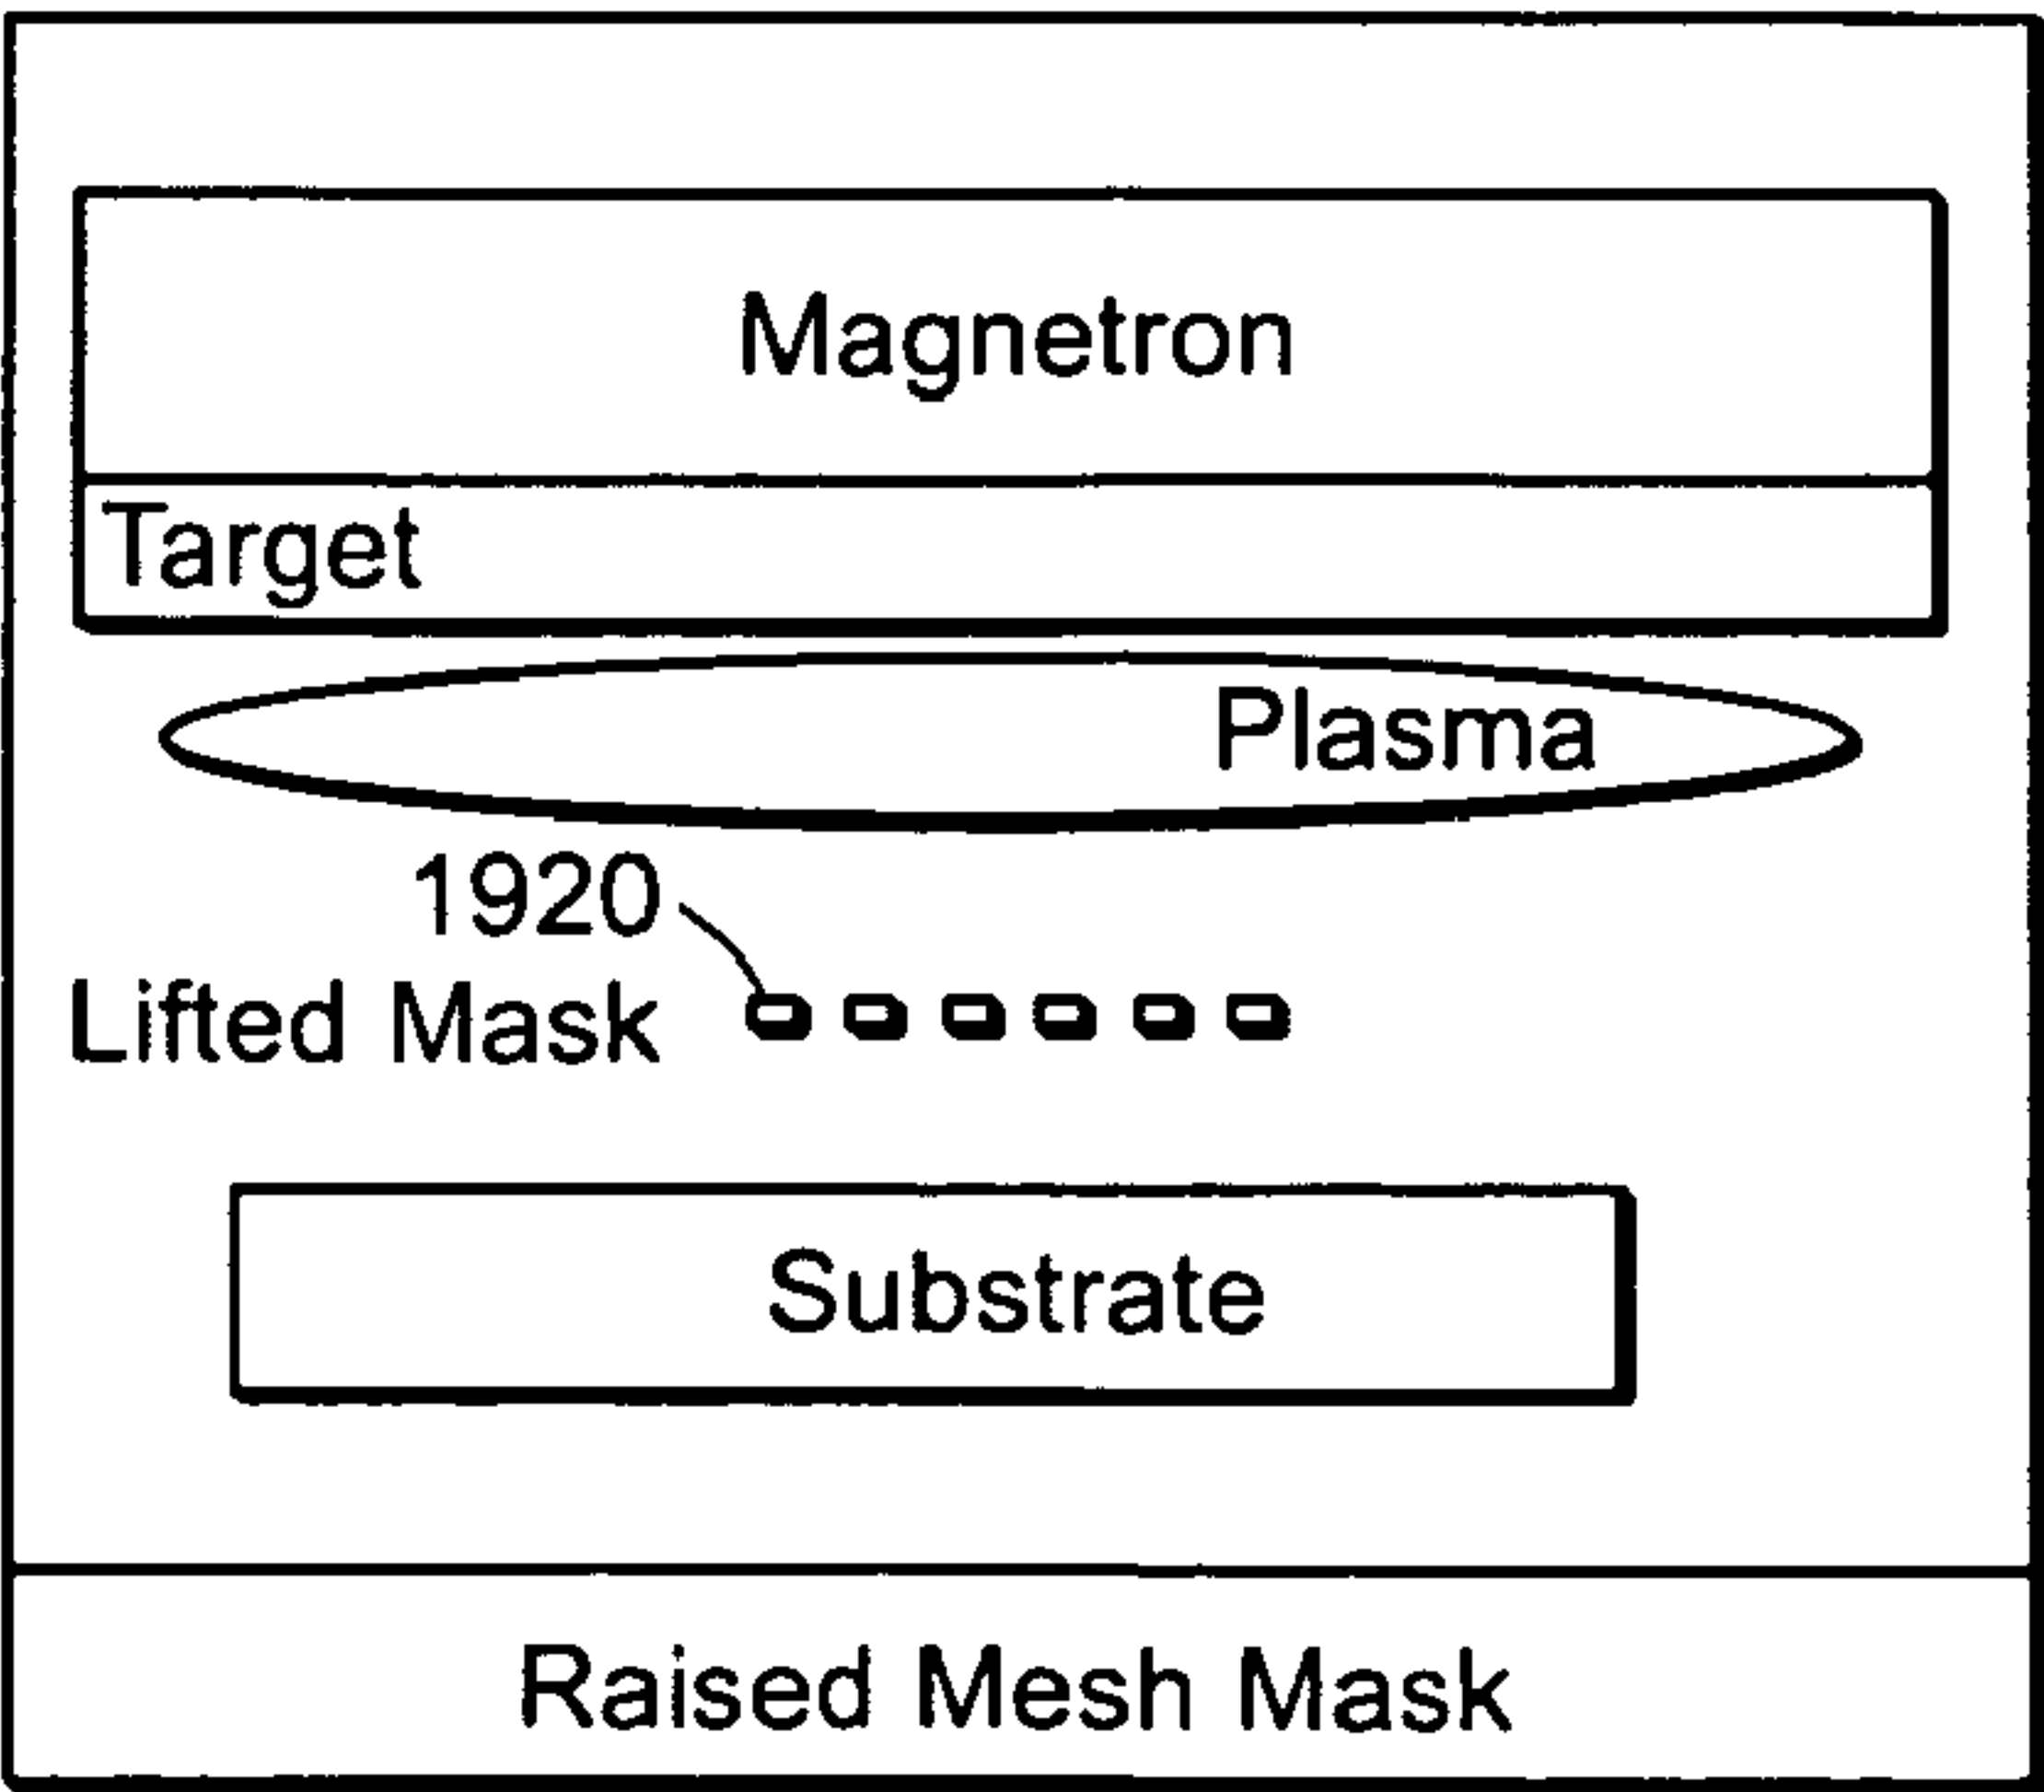 Magnetron
Target
Plasma
1920
Lifted Mask
Substrate
Raised Mesh Mask